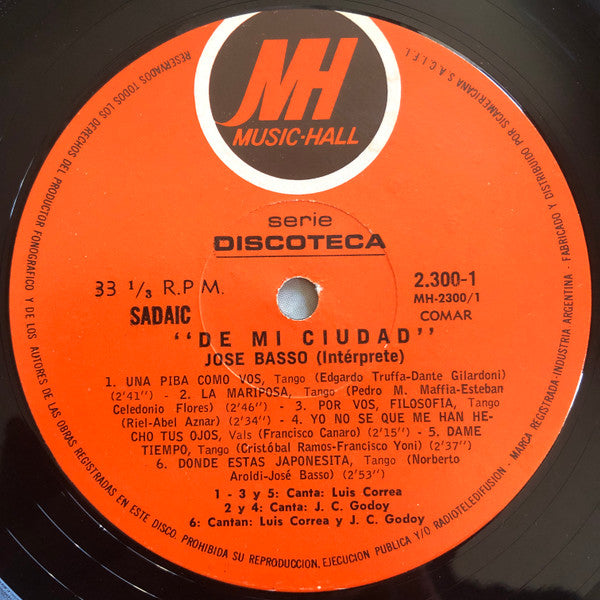 MH
MUSIC-HALL
serie
DISCOTECA
33 1/3 R.P.M.
2.300-1
MH-2300/1
SADAIC
COMAR
"DE MI CIUDAD"
JOSE BASSO (Intérprete)
1. UNA PIBA COMO VOS, Tango (Edgardo Truffa-Dante Gilardoni)
(2'41") - 2. LA MARIPOSA, Tango (Pedro M. Maffia-Esteban
Celedonio Flores) (2'46") - 3. POR VOS, FILOSOFIA, Tango
(Riel-Abel Aznar) (2'34") - 4. YO NO SE QUE ME HAN HE-
CHO TUS OJOS, Vals (Francisco Canaro) (2'15") - 5. DAME
TIEMPO, Tango (Cristóbal Ramos-Francisco Yoni) (2'37")
6. DONDE ESTAS JAPONESITA, Tango (Norberto
Aroldi-José Basso) (2'53")
1 - 3 y 5: Canta: Luis Correa
2 y 4: Canta: J. C. Godoy
6: Cantan: Luis Correa y J. C. Godoy
RESERVADOS TODOS LOS DERECHOS DEL PRODUCTOR FONOGRAFICO Y DE LOS AUTORES DE LAS OBRAS REGISTRADAS EN ESTE DISCO. PROHIBIDA SU REPRODUCCION, EJECUCION PUBLICA Y/O RADIOTELEDIFUSION - MARCA REGISTRADA-INDUSTRIA ARGENTINA - FABRICADO Y DISTRIBUIDO POR SICAMERICANA S.A.C.I.F.I.